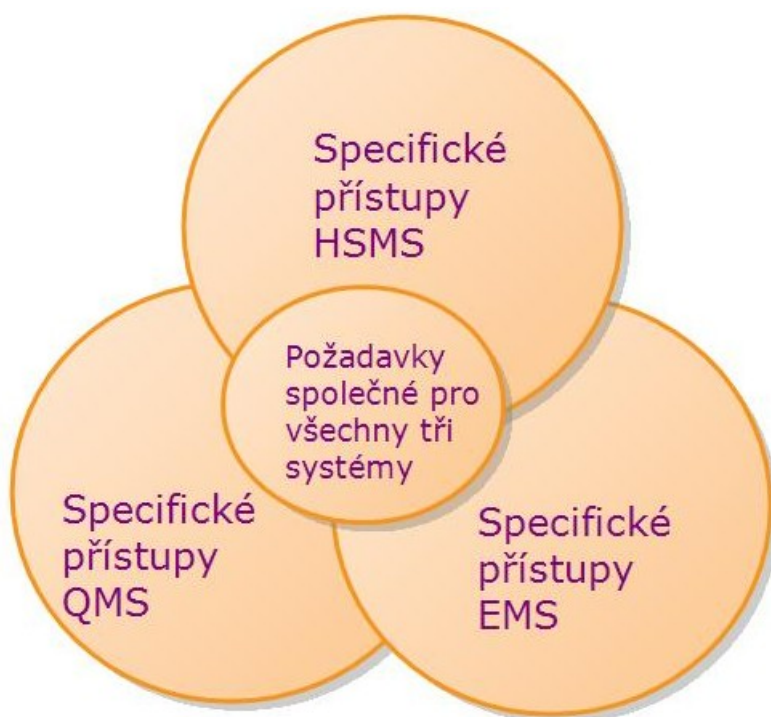 Specifické
přístupy
HSMS
Požadavky
společné pro
všechny tři
systémy
Specifické
přístupy
QMS
Specifické
přístupy
EMS